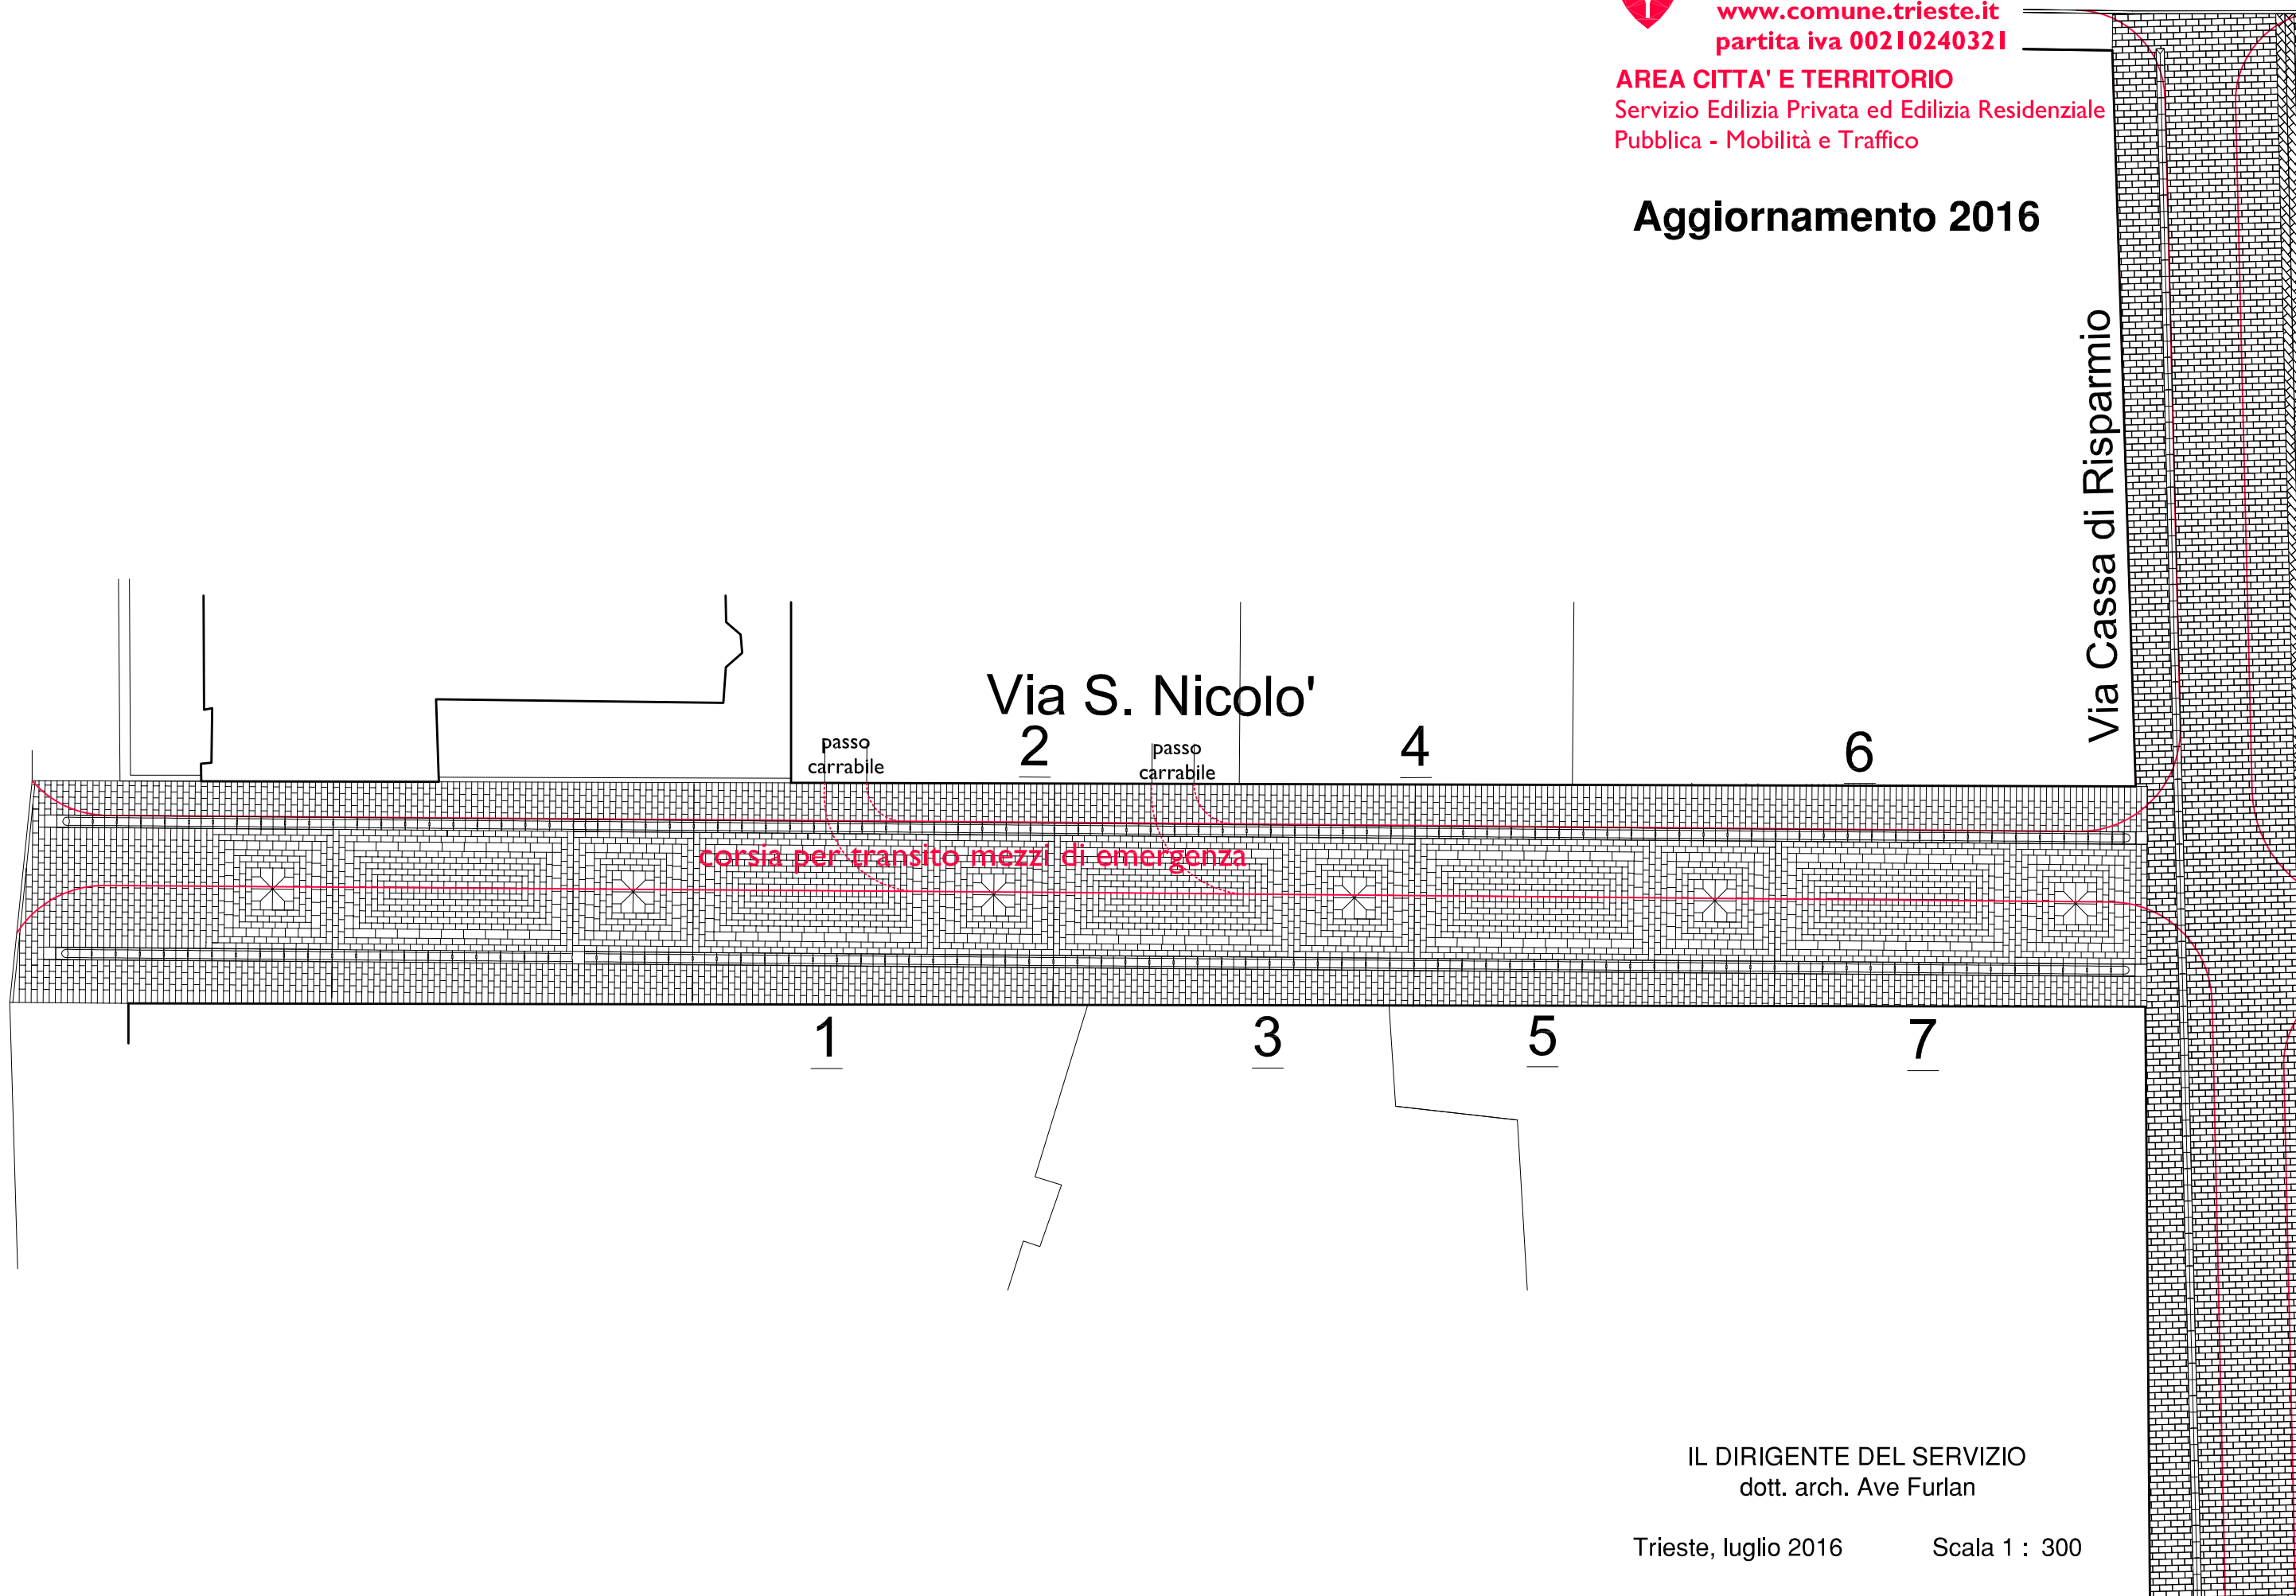 www.comune.trieste.it
partita iva 00210240321
AREA CITTA' E TERRITORIO
Servizio Edilizia Privata ed Edilizia Residenziale
Pubblica - Mobilità e Traffico
Aggiornamento 2016
Via Cassa di Risparmio
Via S. Nicolo'
passo
carrabile
2
passo
carrabile
4
6
corsia per transito mezzi di emergenza
1
3
5
7
IL DIRIGENTE DEL SERVIZIO
dott. arch. Ave Furlan
Trieste, luglio 2016
Scala 1 : 300